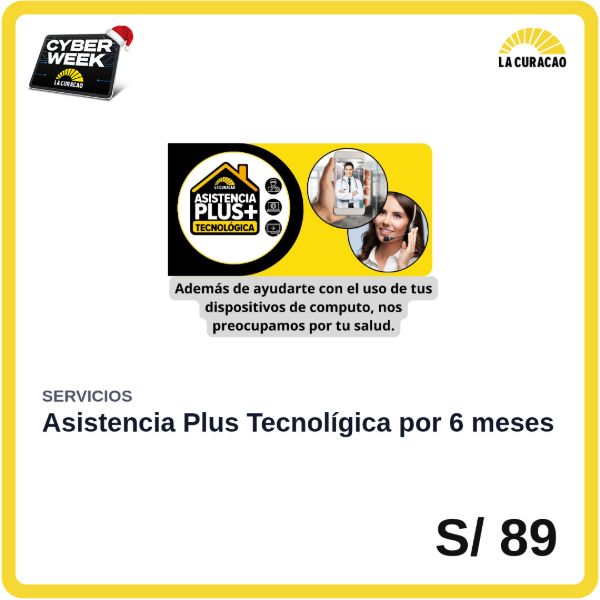 CYBER
WEEK
LA CURACAO
LA CURACAO
LA CURACAO
ASISTENCIA
PLUS+
TECNOLÓGICA
Además de ayudarte con el uso de tus
dispositivos de computo, nos
preocupamos por tu salud.
SERVICIOS
Asistencia Plus Tecnolígica por 6 meses
S/ 89